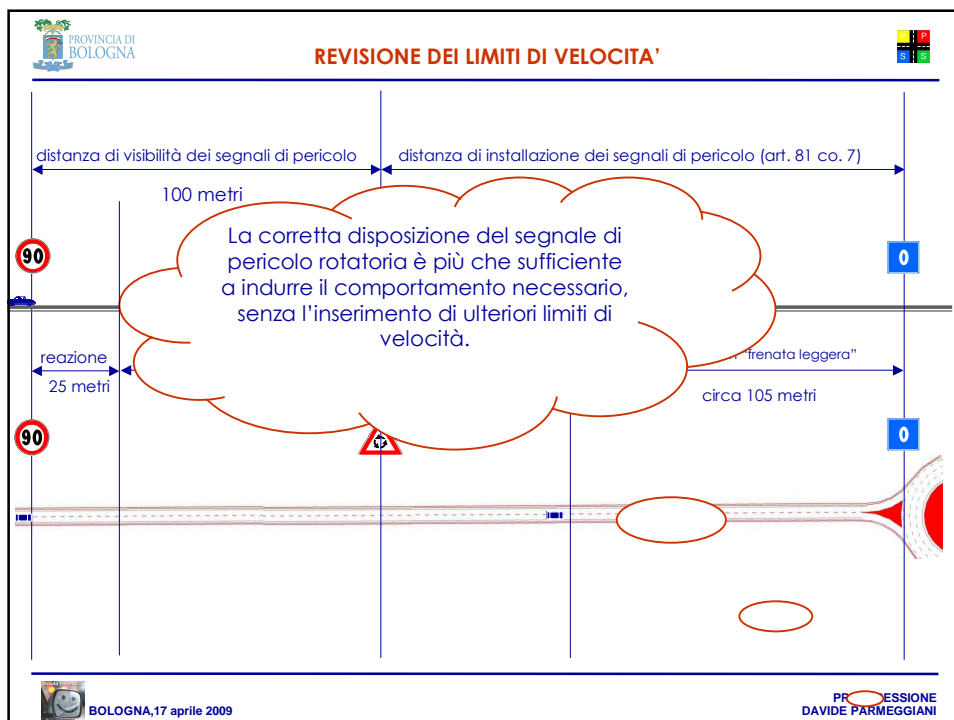 PROVINCIA DI
BOLOGNA
REVISIONE DEI LIMITI DI VELOCITA'
P P
S S
distanza di visibilità dei segnali di pericolo
distanza di installazione dei segnali di pericolo (art. 81 co. 7)
100 metri
La corretta disposizione del segnale di
pericolo rotatoria è più che sufficiente
a indurre il comportamento necessario,
senza l'inserimento di ulteriori limiti di
velocità.
90
0
reazione
"frenata leggera"
25 metri
circa 105 metri
90
0
BOLOGNA,17 aprile 2009
PR ESSIONE
DAVIDE PARMEGGIANI